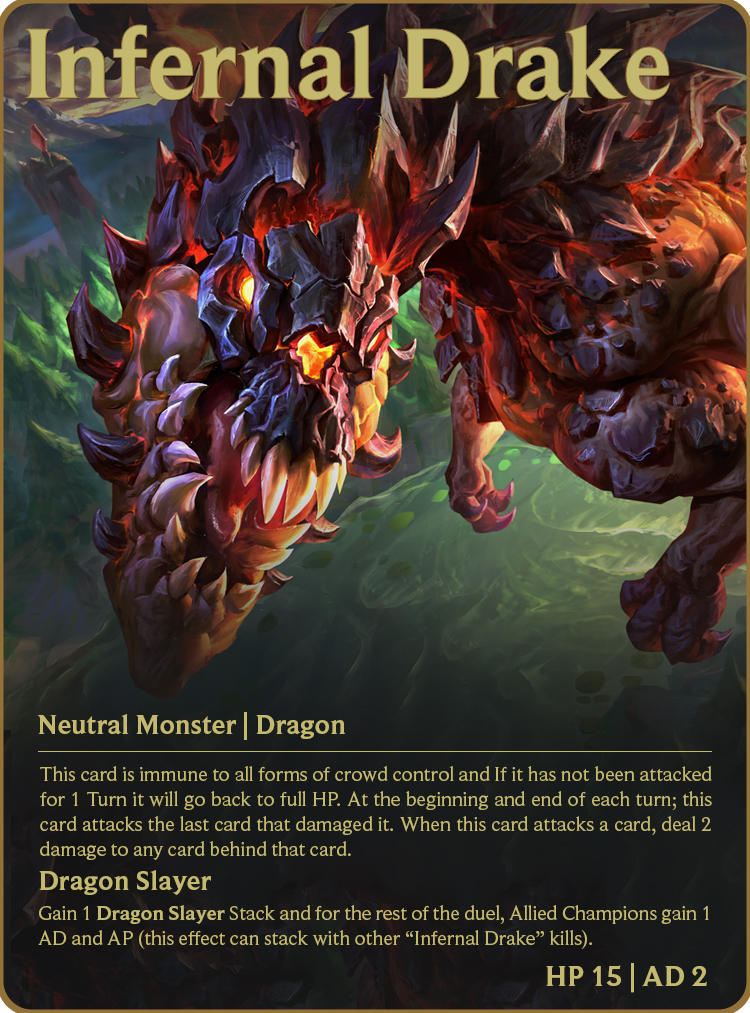 Infernal Drake
Neutral Monster | Dragon
This card is immune to all forms of crowd control and If it has not been attacked
for 1 Turn it will go back to full HP. At the beginning and end of each turn; this
card attacks the last card that damaged it. When this card attacks a card, deal 2
damage to any card behind that card.
Dragon Slayer
Gain 1 Dragon Slayer Stack and for the rest of the duel, Allied Champions gain 1
AD and AP (this effect can stack with other “Infernal Drake” kills).
HP 15 | AD 2